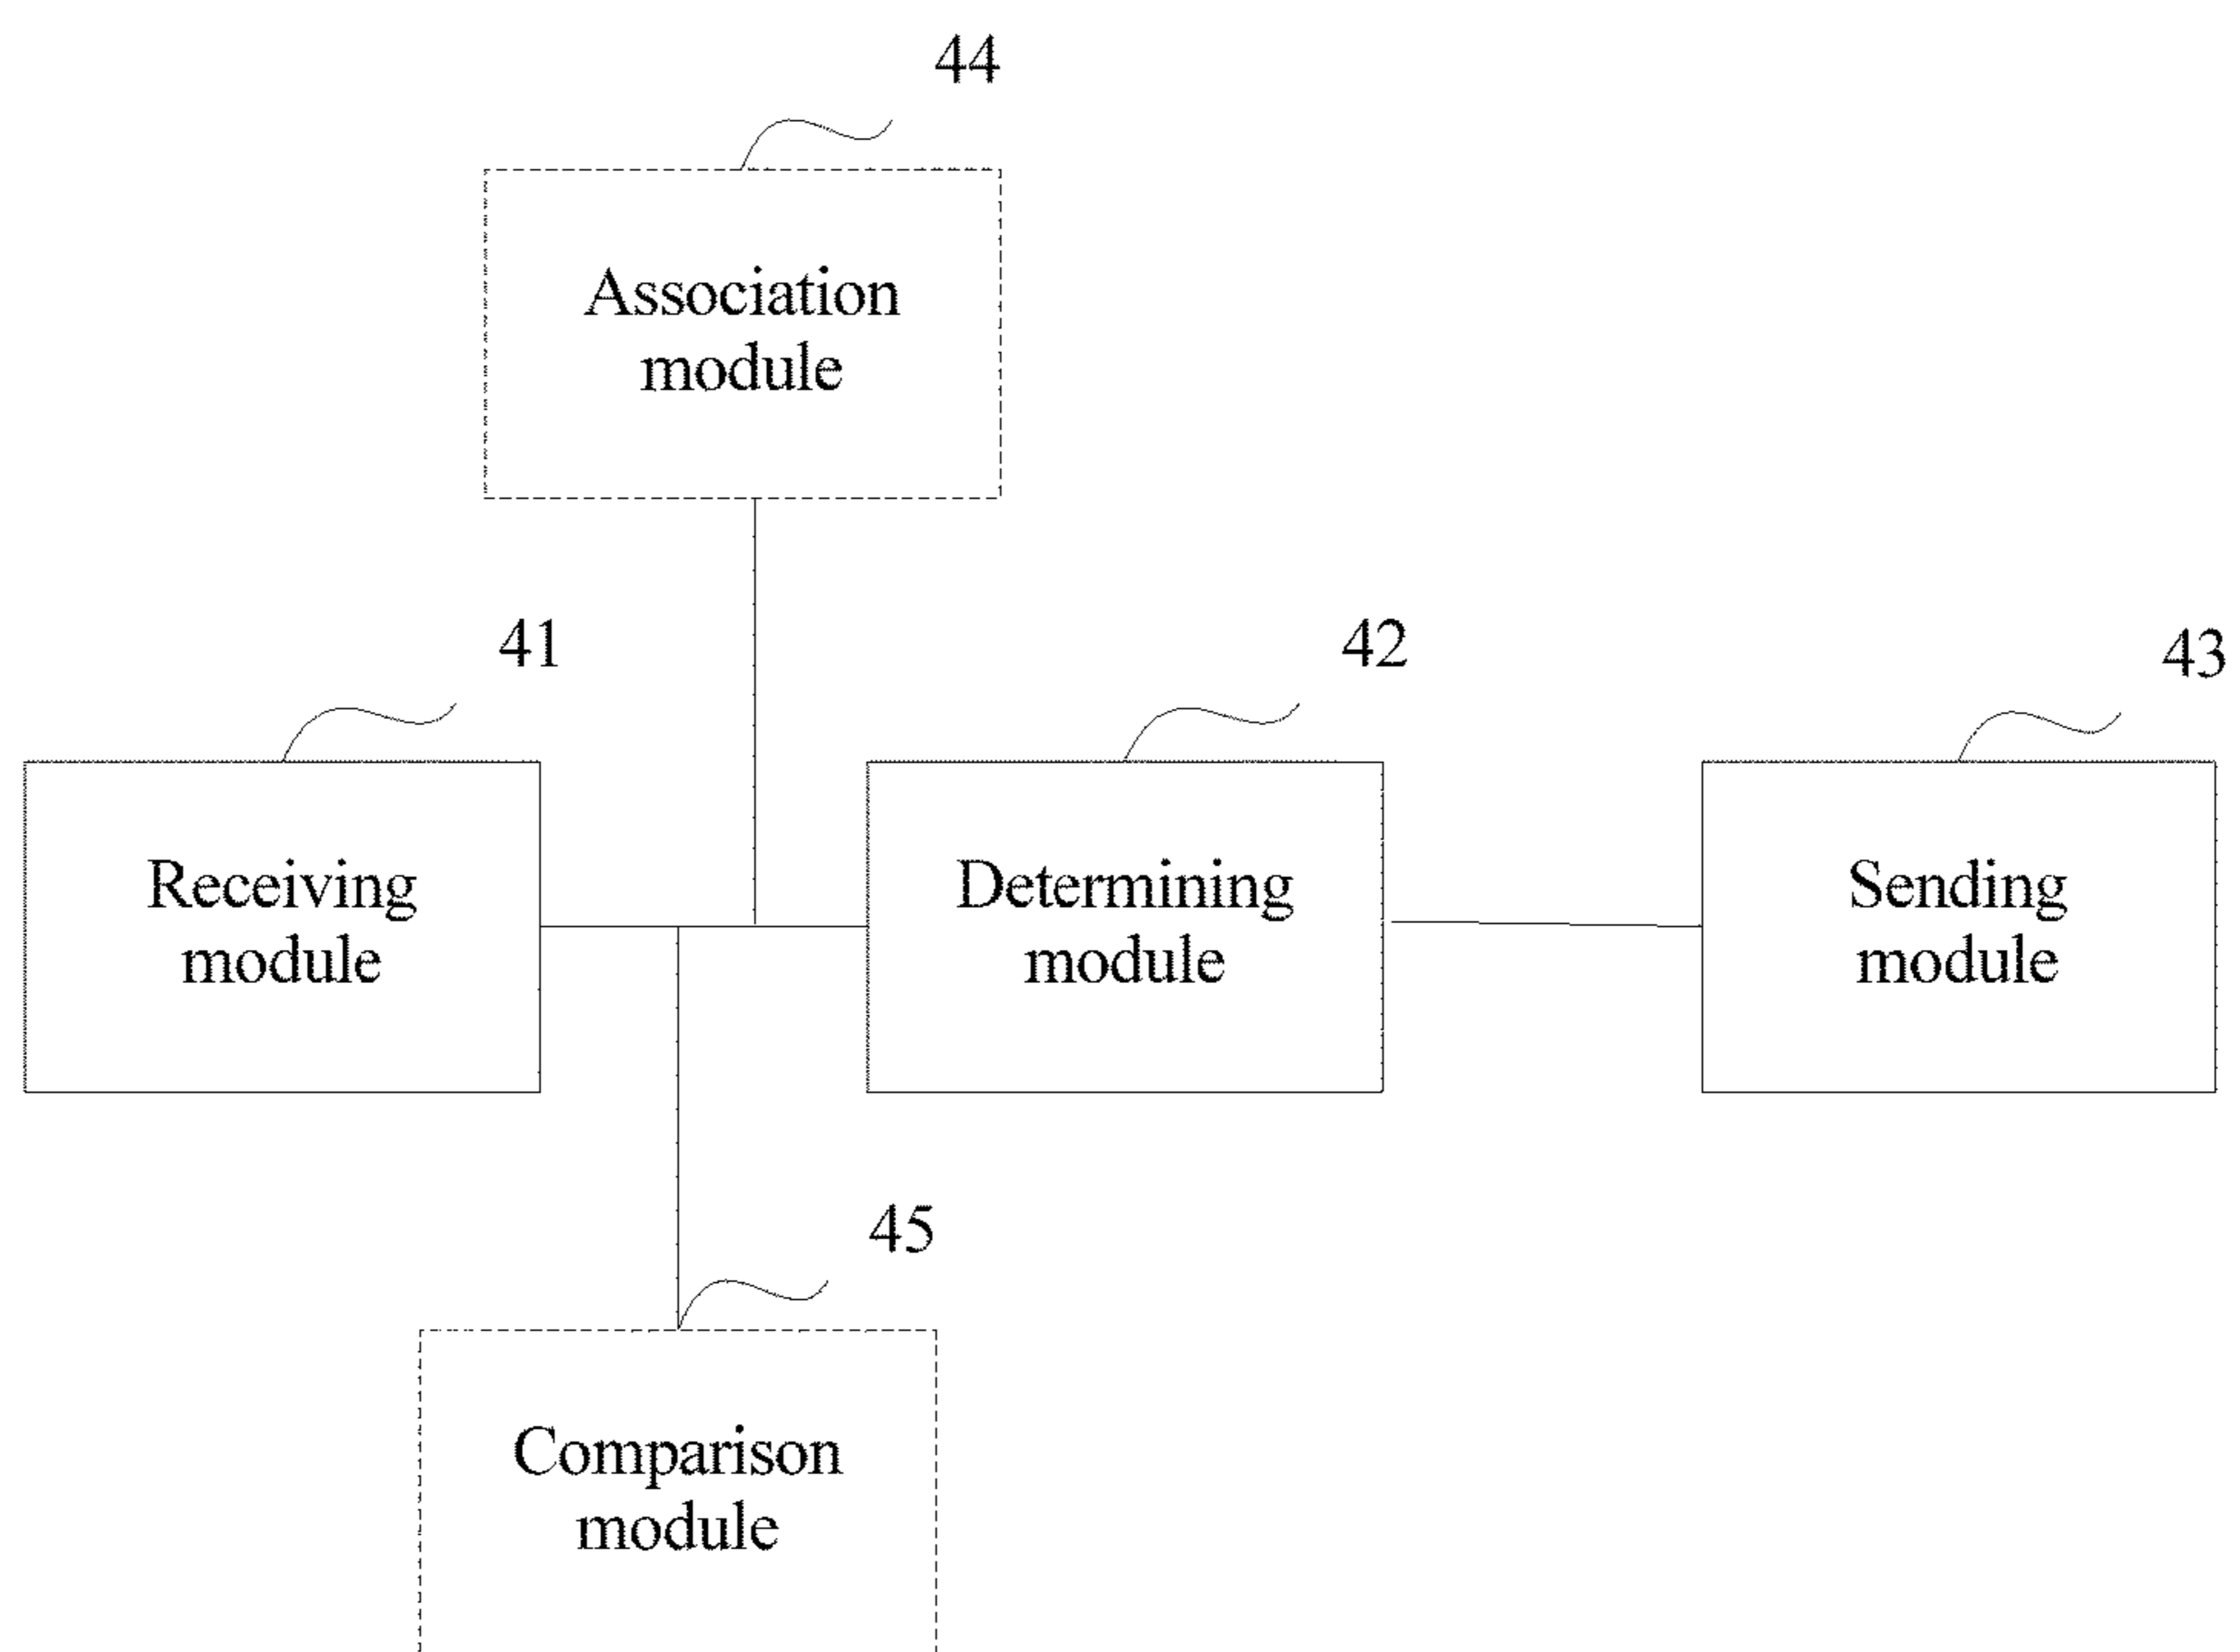 44
Association
module
41
42
43
Receiving
module
Determining
module
Sending
module
45
Comparison
module